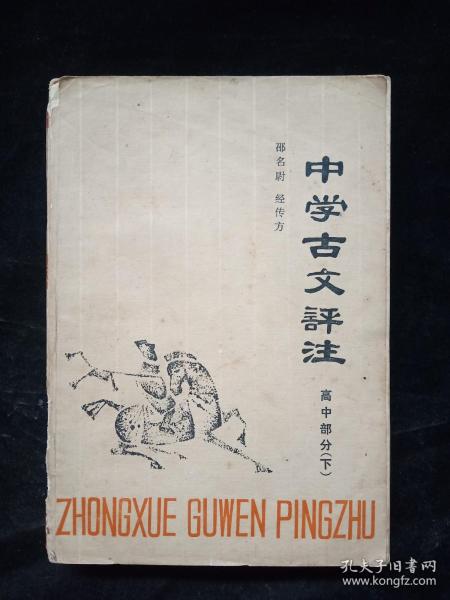 中学古文評注
高中部分(下)
邵名尉 经传方
ZHONGXUE GUWEN PINGZHU
孔夫子旧书网
www.kongfz.com